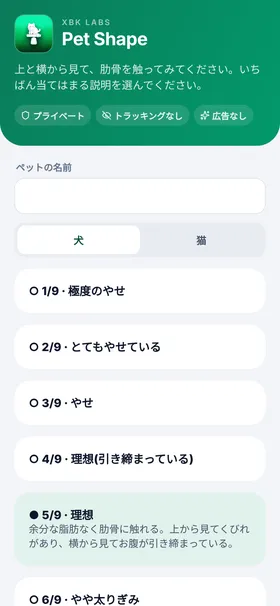 XBK LABS
Pet Shape
上と横から見て、肋骨を触ってみてください。いち
ばん当てはまる説明を選んでください。
プライベート
トラッキングなし
広告なし
ペットの名前
犬
猫
1/9 · 極度のやせ
2/9 · とてもやせている
3/9 · やせ
4/9 · 理想(引き締まっている)
5/9 · 理想
余分な脂肪なく肋骨に触れる。上から見てくびれ
があり、横から見てお腹が引き締まっている。
6/9 · やや太りぎみ